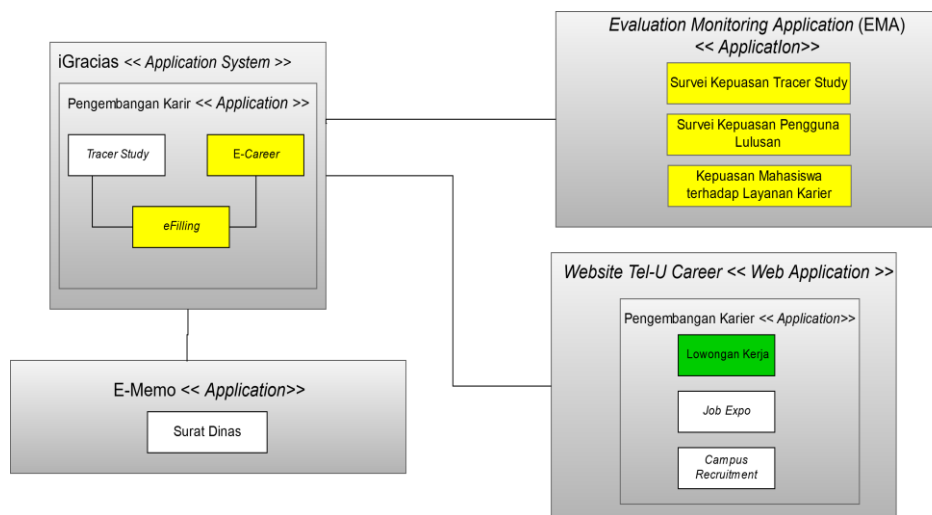 iGracias << Application System >>
Pengembangan Karir << Application >>
Tracer Study
E-Career
eFilling
E-Memo << Application>>
Surat Dinas
Evaluation Monitoring Application (EMA)
<< Application>>
Survei Kepuasan Tracer Study
Survei Kepuasan Pengguna
Lulusan
Kepuasan Mahasiswa
terhadap Layanan Karier
Website Tel-U Career << Web Application >>
Pengembangan Karier << Application>>
Lowongan Kerja
Job Expo
Campus
Recruitment